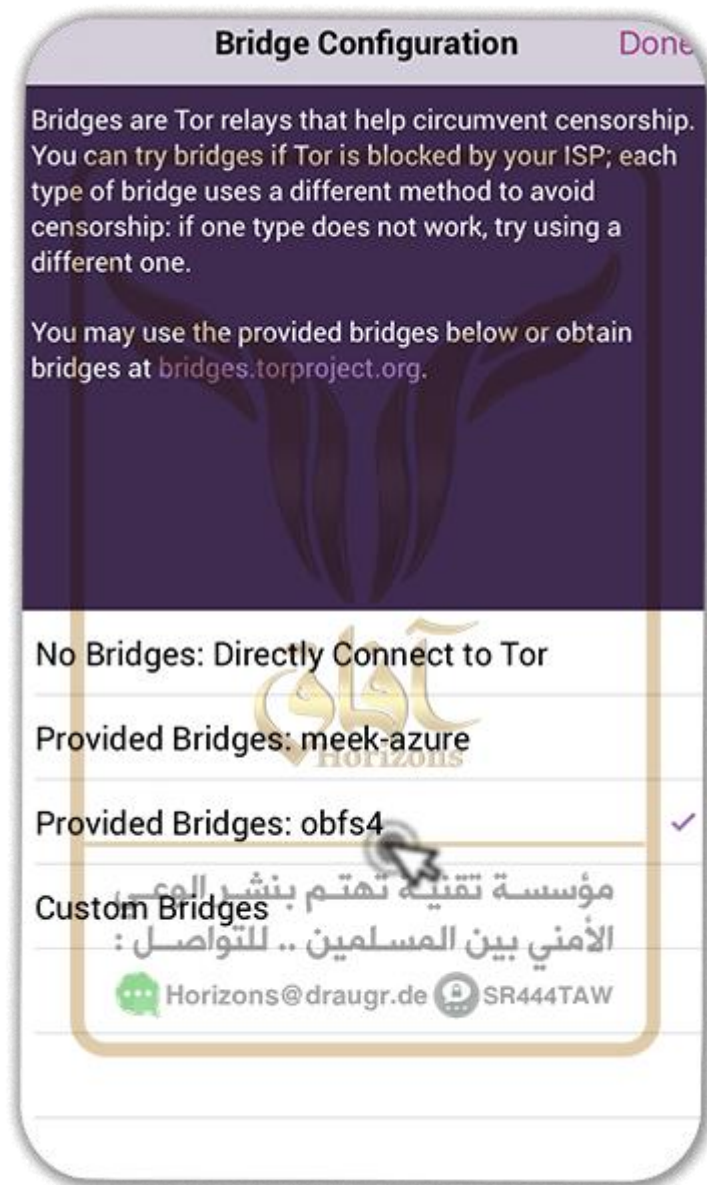 Bridge Configuration
Done
Bridges are Tor relays that help circumvent censorship.
You can try bridges if Tor is blocked by your ISP; each
type of bridge uses a different method to avoid
censorship: if one type does not work, try using a
different one.
You may use the provided bridges below or obtain
bridges at bridges.torproject.org.
No Bridges: Directly Connect to Tor
آفاق
Provided Bridges: meek-azure
Horizons
Provided Bridges: obfs4
مؤسسة تقنية تهتم بنشر الوعي
Custom Bridges
الأمني بين المسلمين .. للتواصل :
Horizons@draugr.de SR444TAW